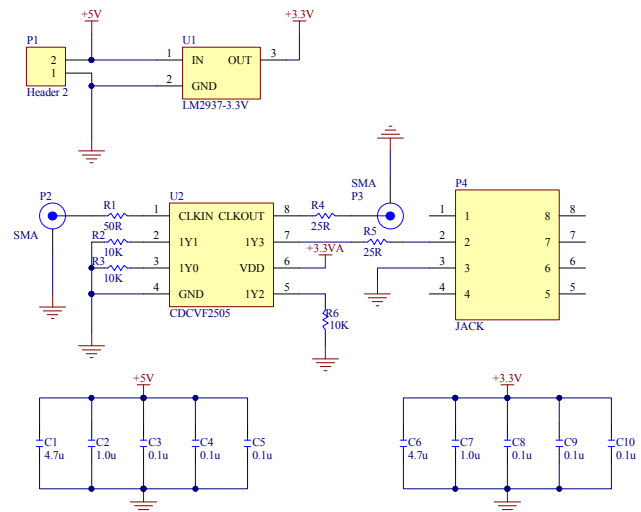 +5V
+3.3V
P1
2
1
Header 2
U1
1
IN
OUT
3
2
GND
LM2937-3.3V
P2
SMA
R1
50R
R2
10K
R3
10K
U2
1
CLKIN
CLKOUT
8
2
1Y1
1Y3
7
3
1Y0
VDD
6
4
GND
1Y2
5
CDCVF2505
R4
25R
SMA
P3
R5
25R
+3.3VA
R6
10K
P4
1
1
8
8
2
2
7
7
3
3
6
6
4
4
5
5
JACK
+5V
C1
4.7u
C2
1.0u
C3
0.1u
C4
0.1u
C5
0.1u
+3.3V
C6
4.7u
C7
1.0u
C8
0.1u
C9
0.1u
C10
0.1u